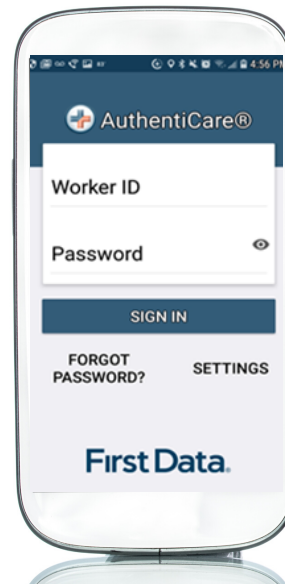 4:56 PM
AuthentiCare®
Worker ID
Password
SIGN IN
FORGOT
PASSWORD?
SETTINGS
First Data.